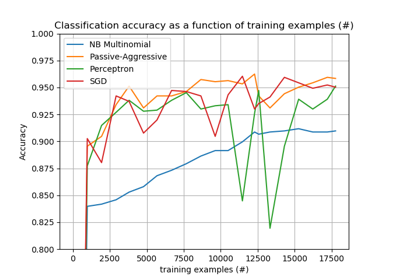 Classification accuracy as a function of training examples (#)
1.000
0.975
0.950
0.925
0.900
0.875
0.850
0.825
0.800
Accuracy
NB Multinomial
Passive-Aggressive
Perceptron
SGD
0 2500 5000 7500 10000 12500 15000 17500
training examples (#)